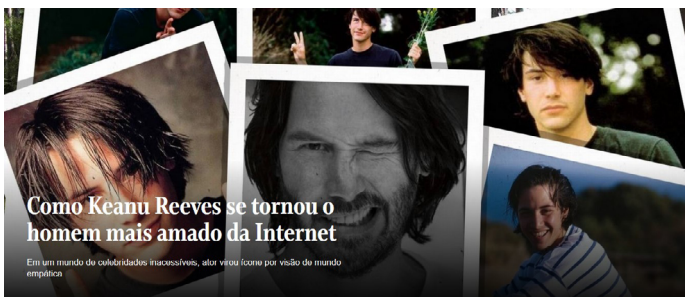 Como Keanu Reeves se tornou o
homem mais amado da Internet
Em um mundo de celebridades inacessíveis, ator virou ícone por visão de mundo
empática